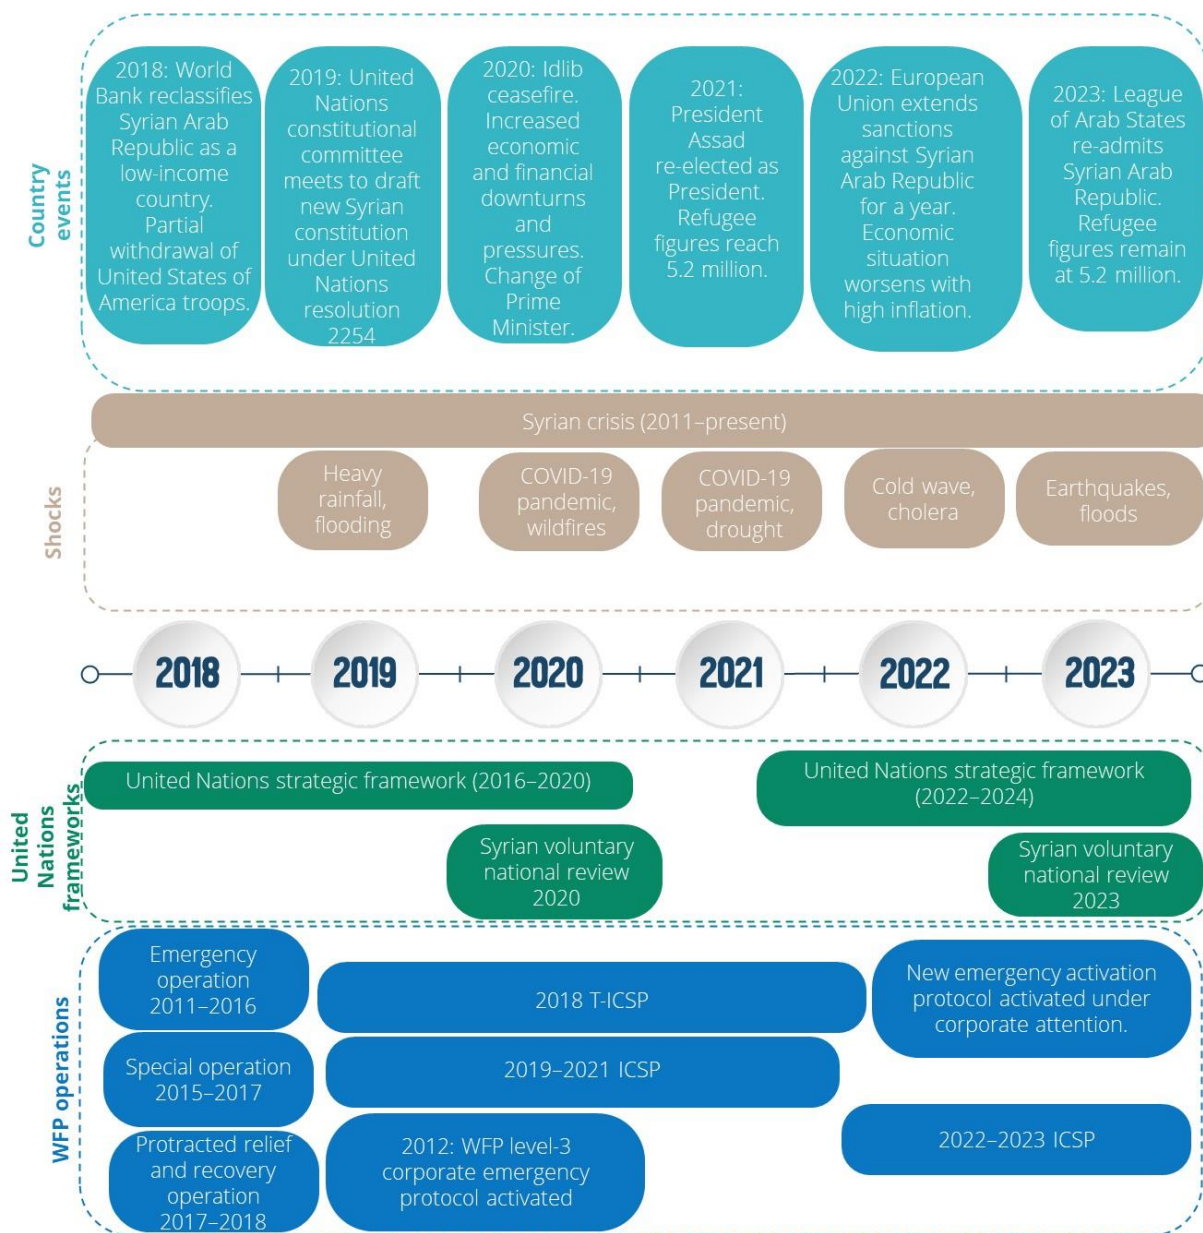 Country
events
2018: World
Bank reclassifies
Syrian Arab
Republic as a
low-income
country.
Partial
withdrawal of
United States of
America troops.
2019: United
Nations
constitutional
committee
meets to draft
new Syrian
constitution
under United
Nations
resolution
2254
2020: Idlib
ceasefire.
Increased
economic
and financial
downturns
and
pressures.
Change of
Prime
Minister.
2021:
President
Assad
re-elected as
President.
Refugee
figures reach
5.2 million.
2022: European
Union extends
sanctions
against Syrian
Arab Republic
for a year.
Economic
situation
worsens with
high inflation.
2023: League
of Arab States
re-admits
Syrian Arab
Republic.
Refugee
figures remain
at 5.2 million.
Shocks
Syrian crisis (2011–present)
Heavy
rainfall,
flooding
COVID-19
pandemic,
wildfires
COVID-19
pandemic,
drought
Cold wave,
cholera
Earthquakes,
floods
2018
2019
2020
2021
2022
2023
United
Nations
frameworks
United Nations strategic framework (2016–2020)
United Nations strategic framework
(2022–2024)
Syrian voluntary
national review
2020
Syrian voluntary
national review
2023
WFP operations
Emergency
operation
2011–2016
2018 T-ICSP
New emergency activation
protocol activated under
corporate attention.
Special operation
2015–2017
2019–2021 ICSP
Protracted relief
and recovery
operation
2017–2018
2012: WFP level-3
corporate emergency
protocol activated
2022–2023 ICSP